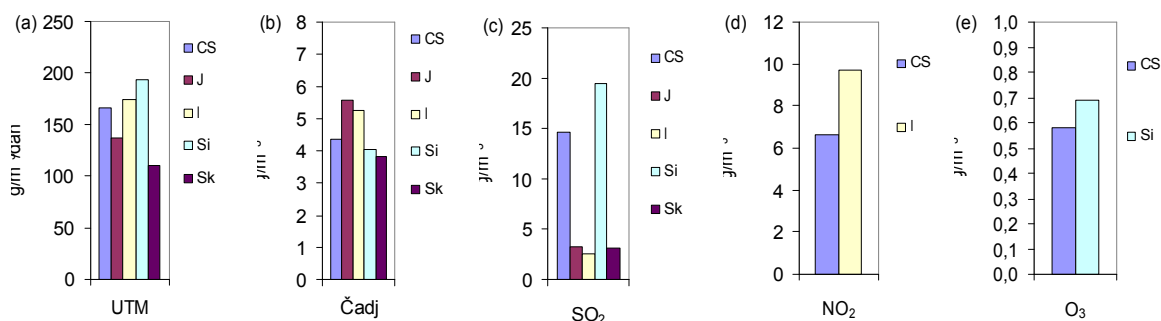 (a)
250
200
150
100
50
0
UTM
CS
J
I
Si
Sk
(b)
8
7
6
5
4
3
2
1
0
Čadj
CS
J
I
Si
Sk
(c)
25
20
15
10
5
0
SO₂
CS
J
I
Si
Sk
(d)
12
10
8
6
4
2
0
NO₂
CS
I
(e)
1,0
0,9
0,8
0,7
0,6
0,5
0,4
0,3
0,2
0,1
0,0
O₃
CS
Si